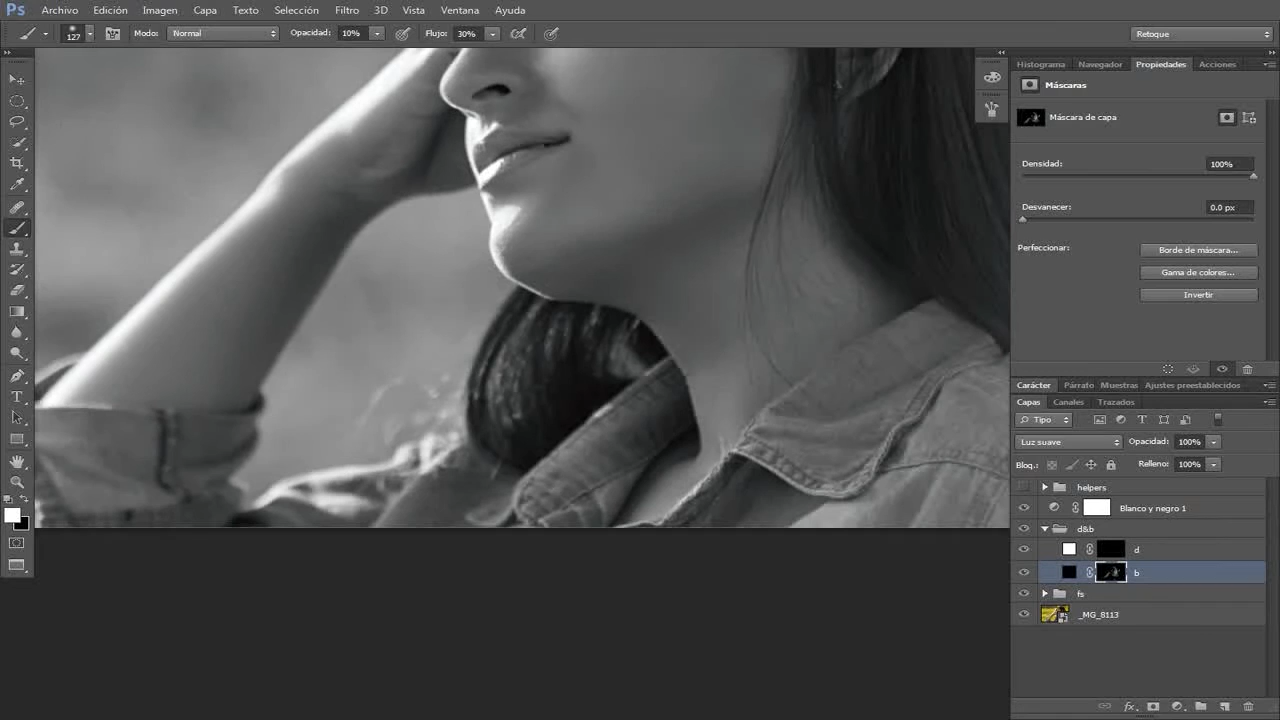 Ps Archivo Edición Imagen Capa Texto Selección Filtro 3D Vista Ventana Ayuda
127 Modo: Normal Opacidad: 10% Flujo: 30% Retoque
Histograma Navegador Propiedades Acciones
Máscaras
Máscara de capa
Densidad: 100%
Desvanecer: 0.0 px
Perfeccionar: Borde de máscara...
Gama de colores...
Invertir
Carácter Párrafo Muestras Ajustes preestablecidos
Capas Canales Trazados
Tipo
Luz suave Opacidad: 100%
Bloq.: Relleno: 100%
helpers
Blanco y negro 1
d&b
d
b
fs
_MG_8113